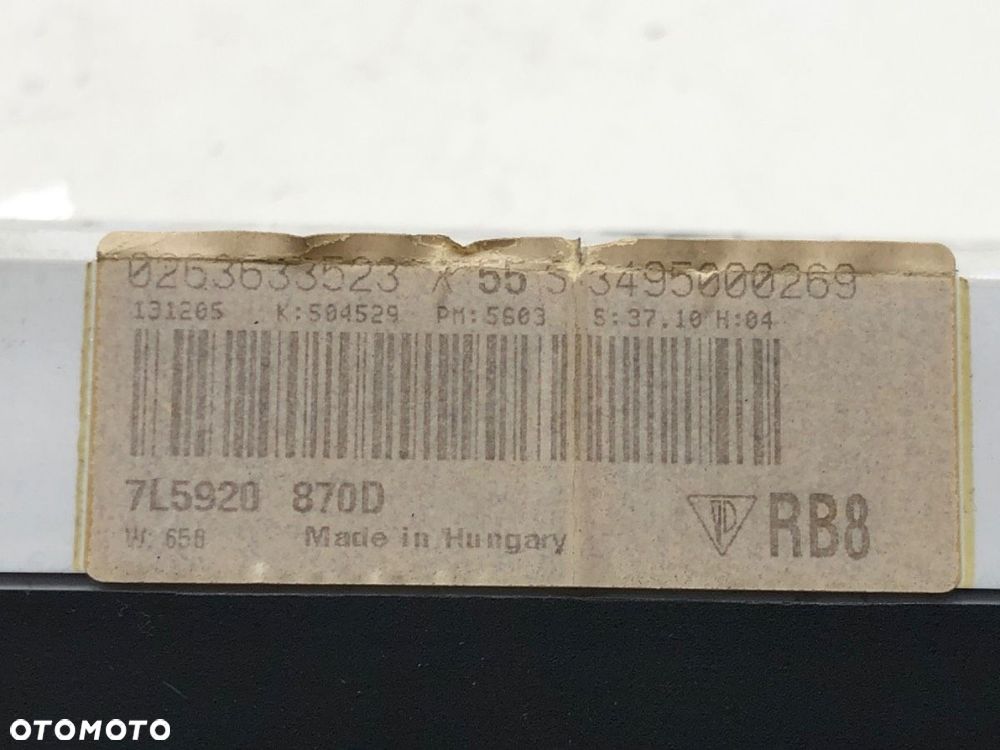 0263633523 X 55 S 3495000269
131205 K:504529 PM:5603 S:37.10 H:04
7L5920 870D
RB8
W: 658 Made in Hungary
OTOMOTO